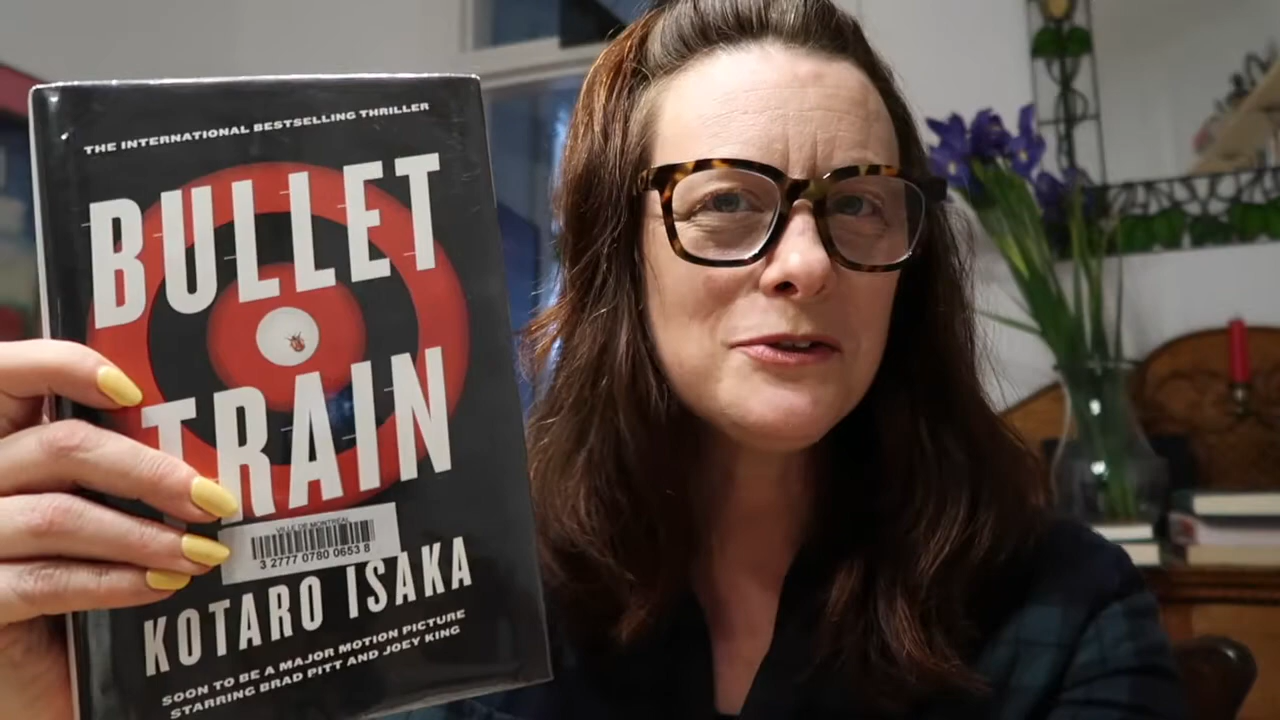 THE INTERNATIONAL BESTSELLING THRILLER
BULLET
TRAIN
VILLE DE MONTRÉAL
3 2777 0780 0653 8
KOTARO ISAKA
SOON TO BE A MAJOR MOTION PICTURE
STARRING BRAD PITT AND JOEY KING